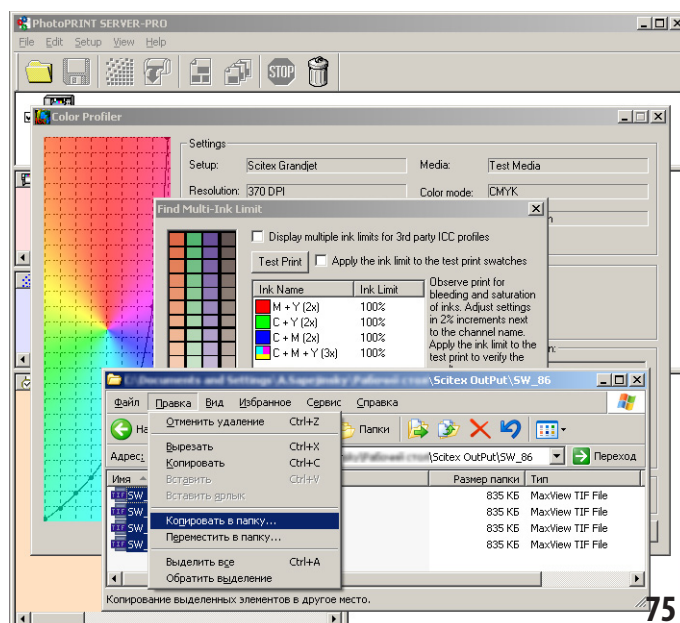 PhotoPRINT SERVER-PRO
File Edit Setup View Help
STOP
Color Profiler
Settings
Setup: Scitex Grandjet Media: Test Media
Resolution: 370 DPI Color mode: CMYK
Find Multi-Ink Limit
Display multiple ink limits for 3rd party ICC profiles
Test Print Apply the ink limit to the test print swatches
Ink Name Ink Limit
M + Y (2x) 100%
C + Y (2x) 100%
C + M (2x) 100%
C + M + Y (3x) 100%
Observe print for
bleeding and saturation
of inks. Adjust settings
in 2% increments next
to the channel name.
Apply the ink limit to the
test print to verify the
\Scitex OutPut\SW_86
Файл Правка Вид Избранное Сервис Справка
Папки
Адрес: \Scitex OutPut\SW_86 Переход
Имя Размер папки Тип
SW_ 835 КБ MaxView TIF File
SW_ 835 КБ MaxView TIF File
SW_ 835 КБ MaxView TIF File
SW_ 835 КБ MaxView TIF File
Отменить удаление Ctrl+Z
Вырезать Ctrl+X
Копировать Ctrl+C
Вставить Ctrl+V
Вставить ярлык
Копировать в папку...
Переместить в папку...
Выделить все Ctrl+A
Обратить выделение
Копирование выделенных элементов в другое место.
75